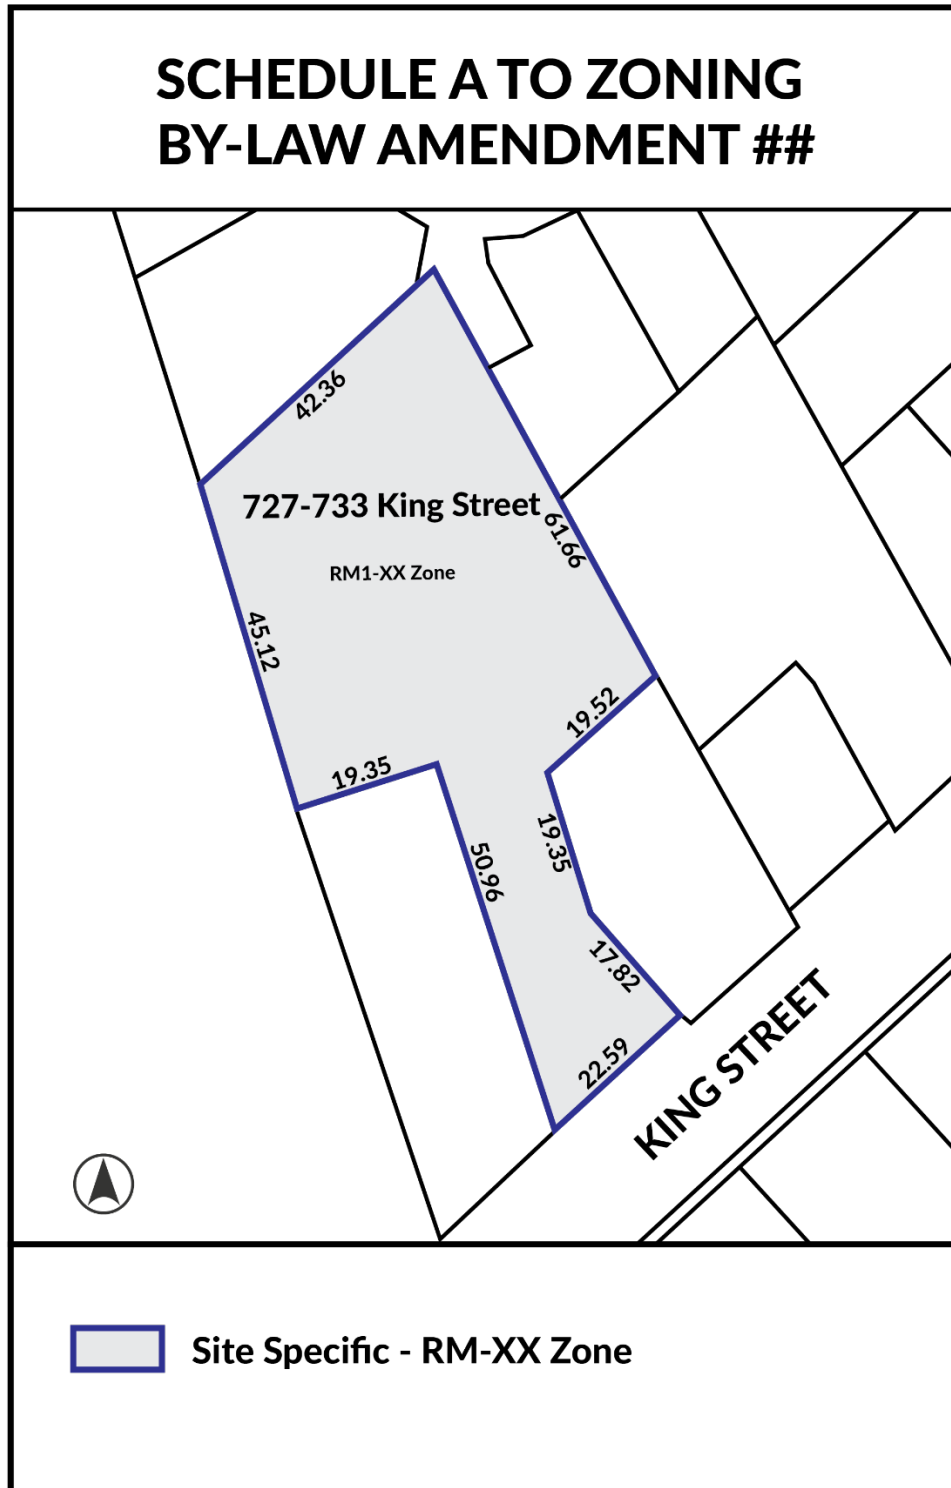 SCHEDULE A TO ZONING
BY-LAW AMENDMENT ##
42.36
727-733 King Street
61.66
RM1-XX Zone
45.12
19.52
19.35
19.35
50.96
17.82
22.59
KING STREET
Site Specific - RM-XX Zone